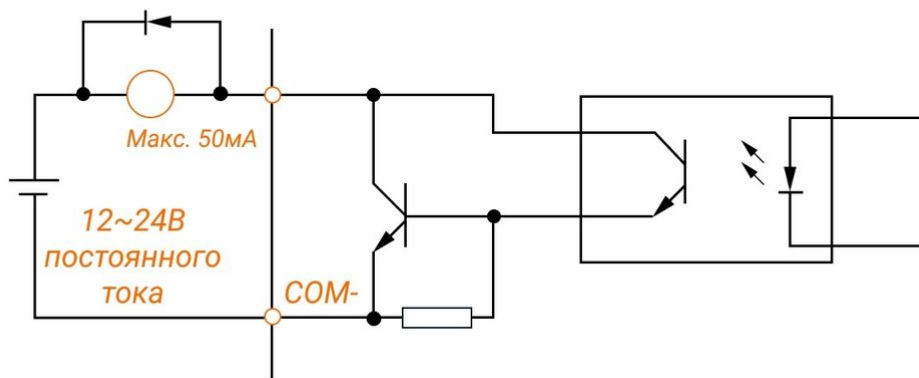 Макс. 50мА
12~24В
постоянного
тока
COM-